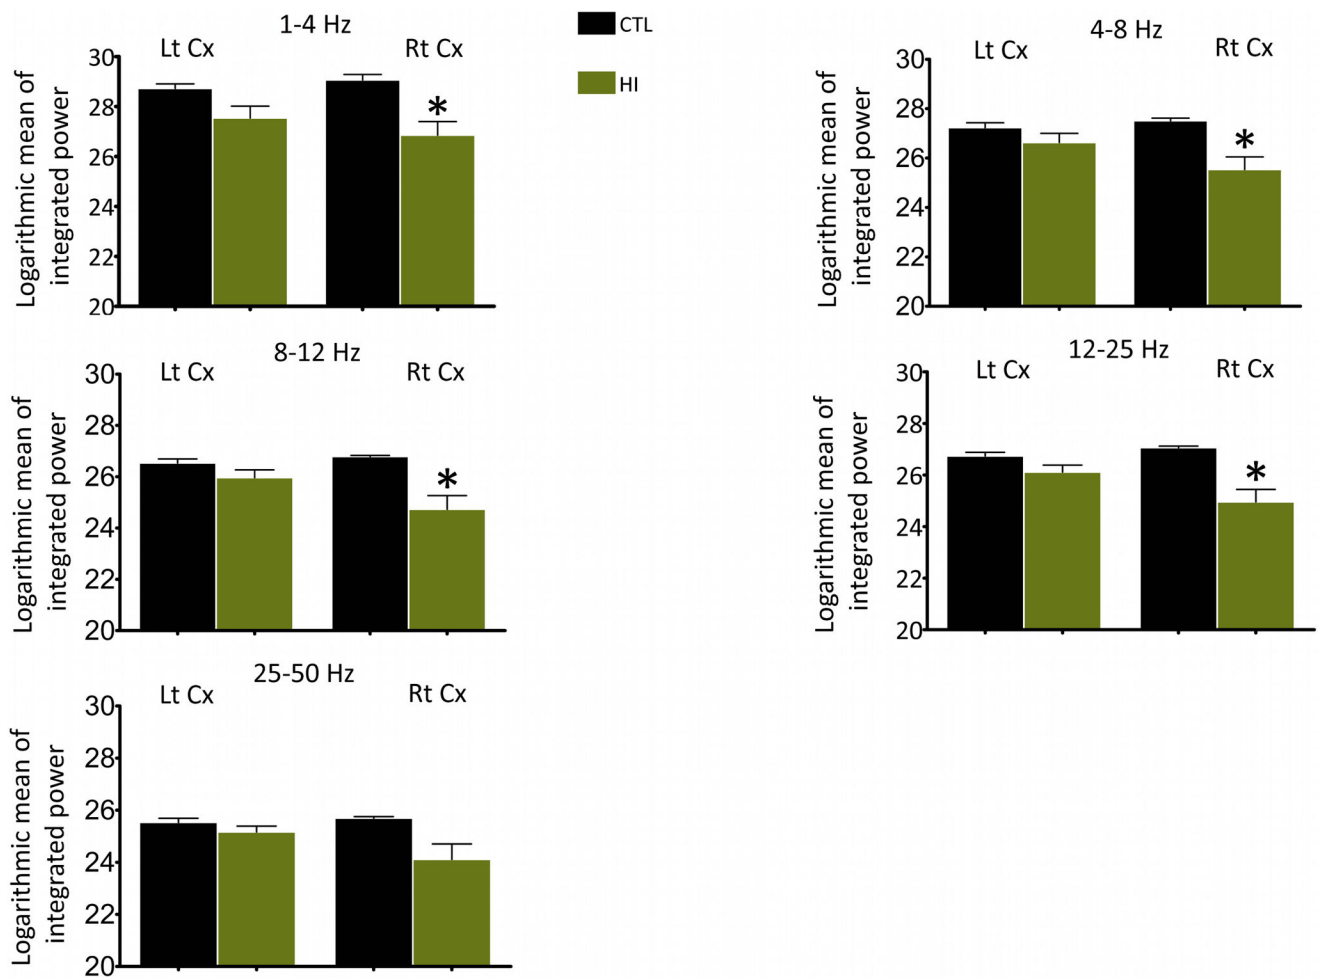 1-4 Hz
Lt Cx
Rt Cx
Logarithmic mean of
integrated power
30
28
26
24
22
20
*
CTL
HI
4-8 Hz
Lt Cx
Rt Cx
Logarithmic mean of
integrated power
30
28
26
24
22
20
*
8-12 Hz
Lt Cx
Rt Cx
Logarithmic mean of
integrated power
30
28
26
24
22
20
*
12-25 Hz
Lt Cx
Rt Cx
Logarithmic mean of
integrated power
30
28
26
24
22
20
*
25-50 Hz
Lt Cx
Rt Cx
Logarithmic mean of
integrated power
30
28
26
24
22
20